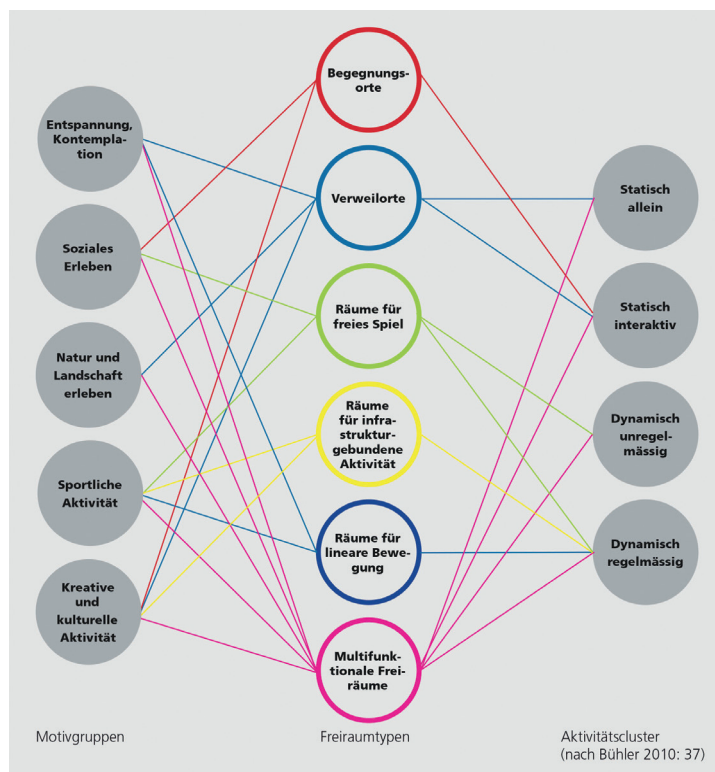 Entspannung,
Kontempla-
tion
Soziales
Erleben
Natur und
Landschaft
erleben
Sportliche
Aktivität
Kreative
und
kulturelle
Aktivität
Motivgruppen
Begegnungs-
orte
Verweilorte
Räume für
freies Spiel
Räume
für infra-
struktur-
gebundene
Aktivität
Räume für
lineare Bewe-
gung
Multifunk-
tionale Frei-
räume
Freiraumtypen
Statisch
allein
Statisch
interaktiv
Dynamisch
unregel-
mässig
Dynamisch
regelmässig
Aktivitätscluster
(nach Bühler 2010: 37)